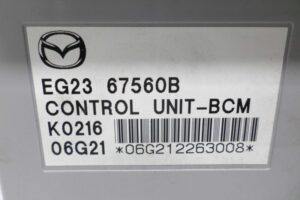 EG23 67560B
CONTROL UNIT-BCM
K0216
06G21 *06G212263008*